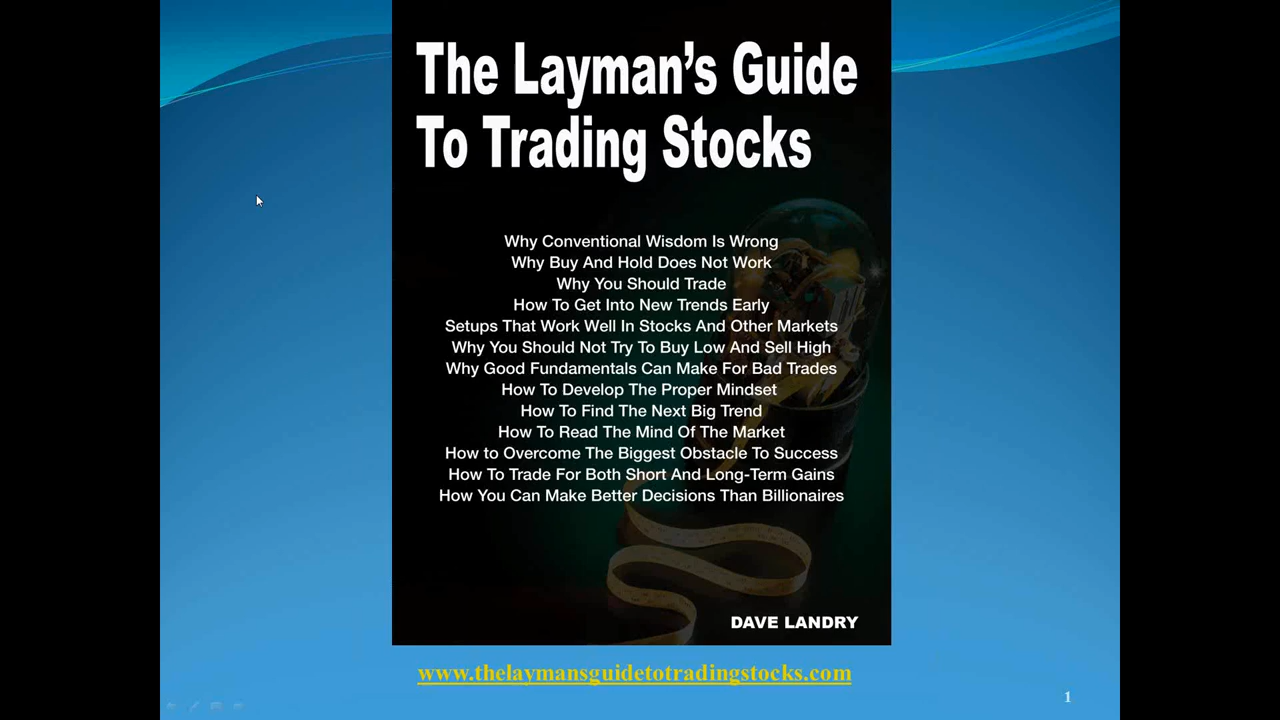 The Layman's Guide
To Trading Stocks
Why Conventional Wisdom Is Wrong
Why Buy And Hold Does Not Work
Why You Should Trade
How To Get Into New Trends Early
Setups That Work Well In Stocks And Other Markets
Why You Should Not Try To Buy Low And Sell High
Why Good Fundamentals Can Make For Bad Trades
How To Develop The Proper Mindset
How To Find The Next Big Trend
How To Read The Mind Of The Market
How to Overcome The Biggest Obstacle To Success
How To Trade For Both Short And Long-Term Gains
How You Can Make Better Decisions Than Billionaires
DAVE LANDRY
www.thelaymansguidetotradingstocks.com
1